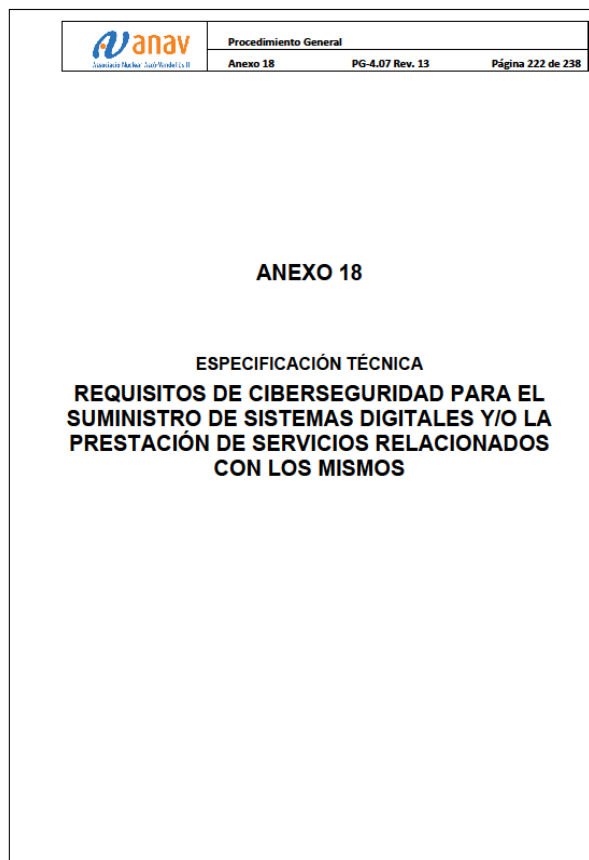 anav
Procedimiento General
Anexo 18 PG-4.07 Rev. 13 Página 222 de 238
ANEXO 18
ESPECIFICACIÓN TÉCNICA
REQUISITOS DE CIBERSEGURIDAD PARA EL
SUMINISTRO DE SISTEMAS DIGITALES Y/O LA
PRESTACIÓN DE SERVICIOS RELACIONADOS
CON LOS MISMOS